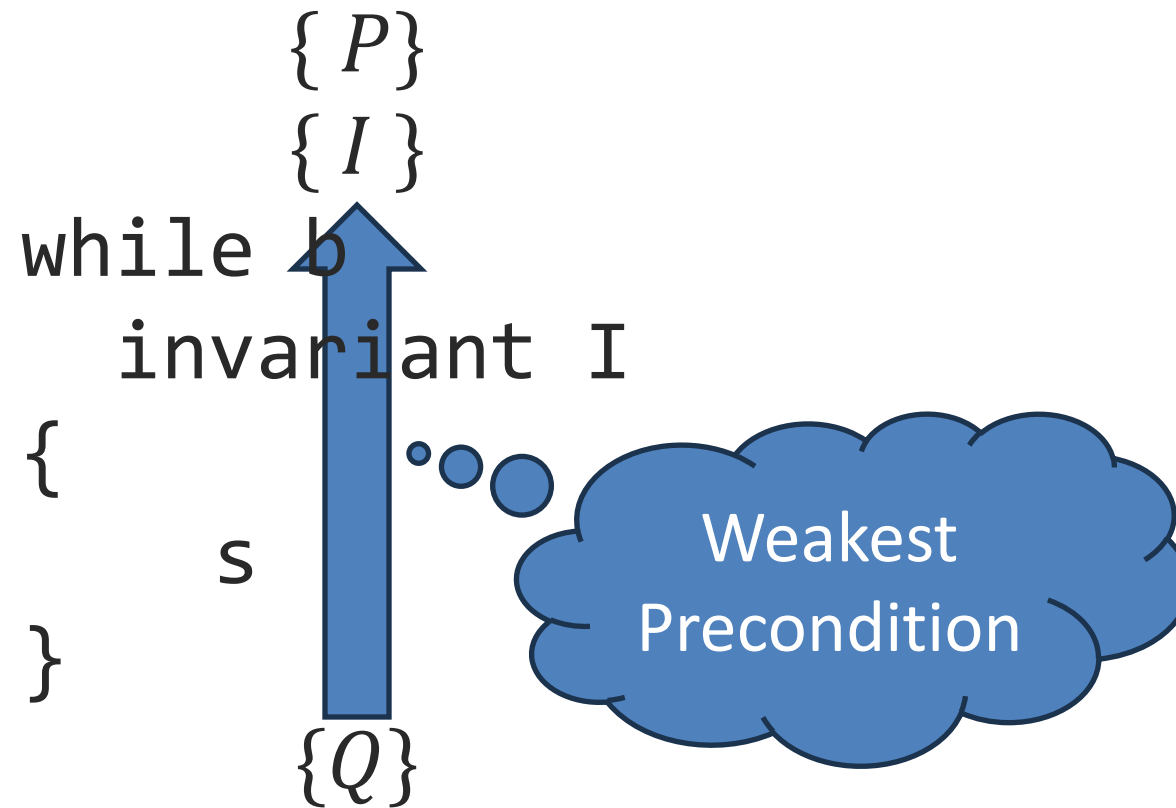 { P}
{ I }
while b
invariant I
{
s
}
{Q}
Weakest
Precondition